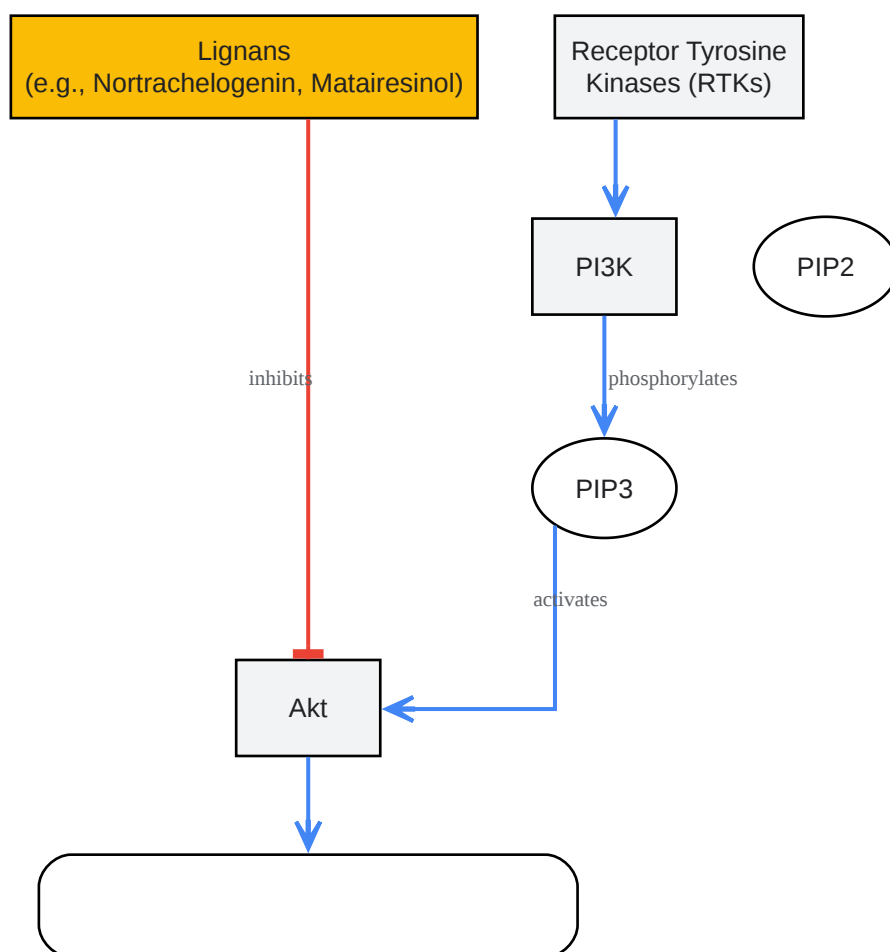 Lignans
(e.g., Nortrachelogenin, Matairesinol)
Receptor Tyrosine
Kinases (RTKs)
PI3K
PIP2
inhibits
phosphorylates
PIP3
activates
Akt